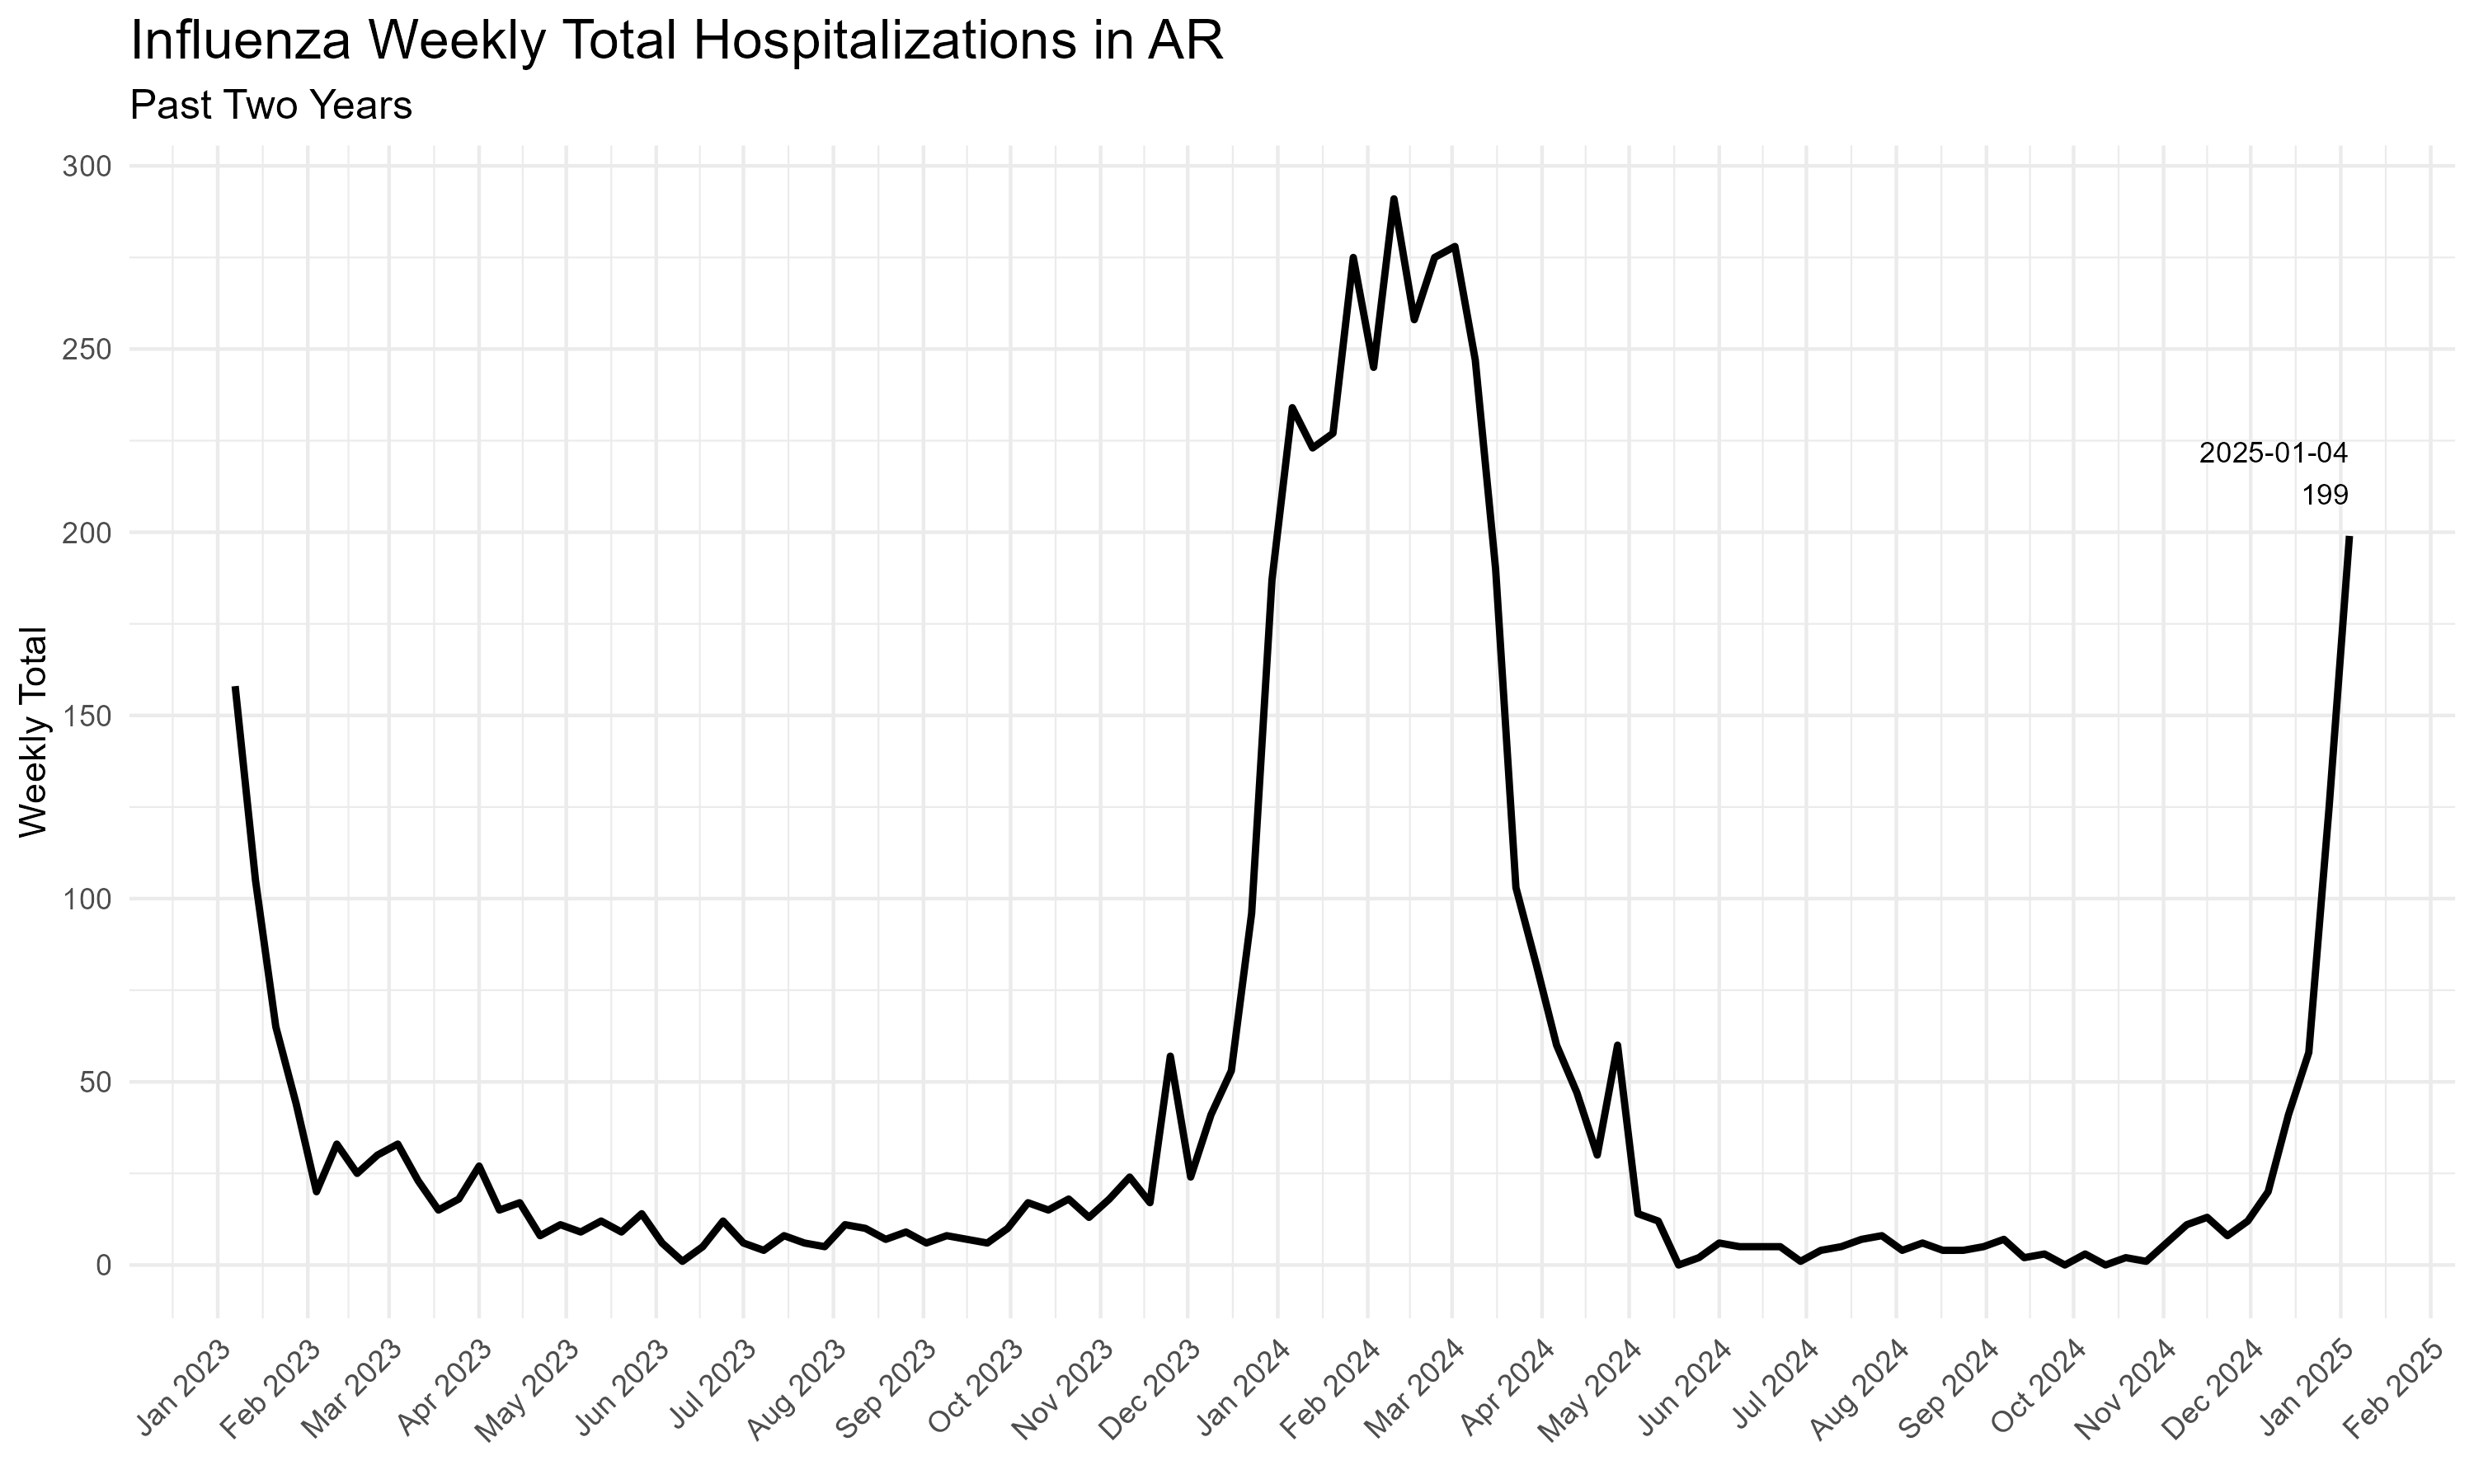 Influenza Weekly Total Hospitalizations in AR
Past Two Years
300
250
200
150
100
50
0
Weekly Total
2025-01-04
199
Jan 2023
Feb 2023
Mar 2023
Apr 2023
May 2023
Jun 2023
Jul 2023
Aug 2023
Sep 2023
Oct 2023
Nov 2023
Dec 2023
Jan 2024
Feb 2024
Mar 2024
Apr 2024
May 2024
Jun 2024
Jul 2024
Aug 2024
Sep 2024
Oct 2024
Nov 2024
Dec 2024
Jan 2025
Feb 2025